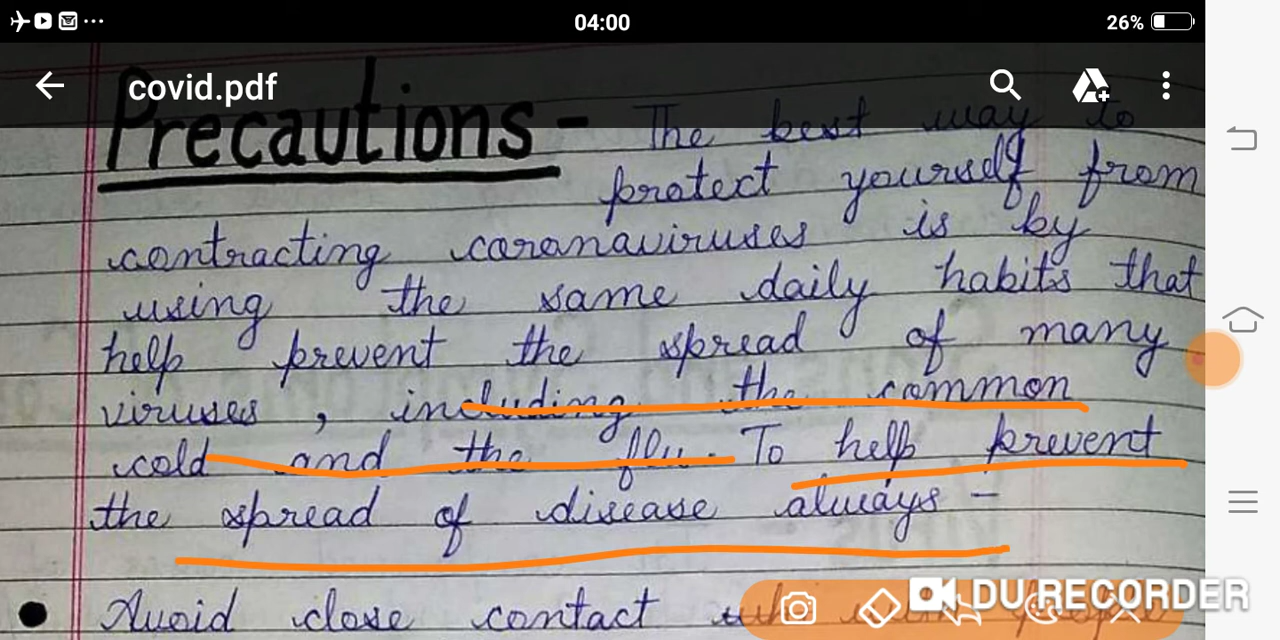 04:00
26%
covid.pdf
Precautions - The best way to
protect yourself from
contracting coronaviruses is by
using the same daily habits that
help prevent the spread of many
viruses, including the common
cold and the flu. To help prevent
the spread of disease always -
• Avoid close contact people
DU RECORDER